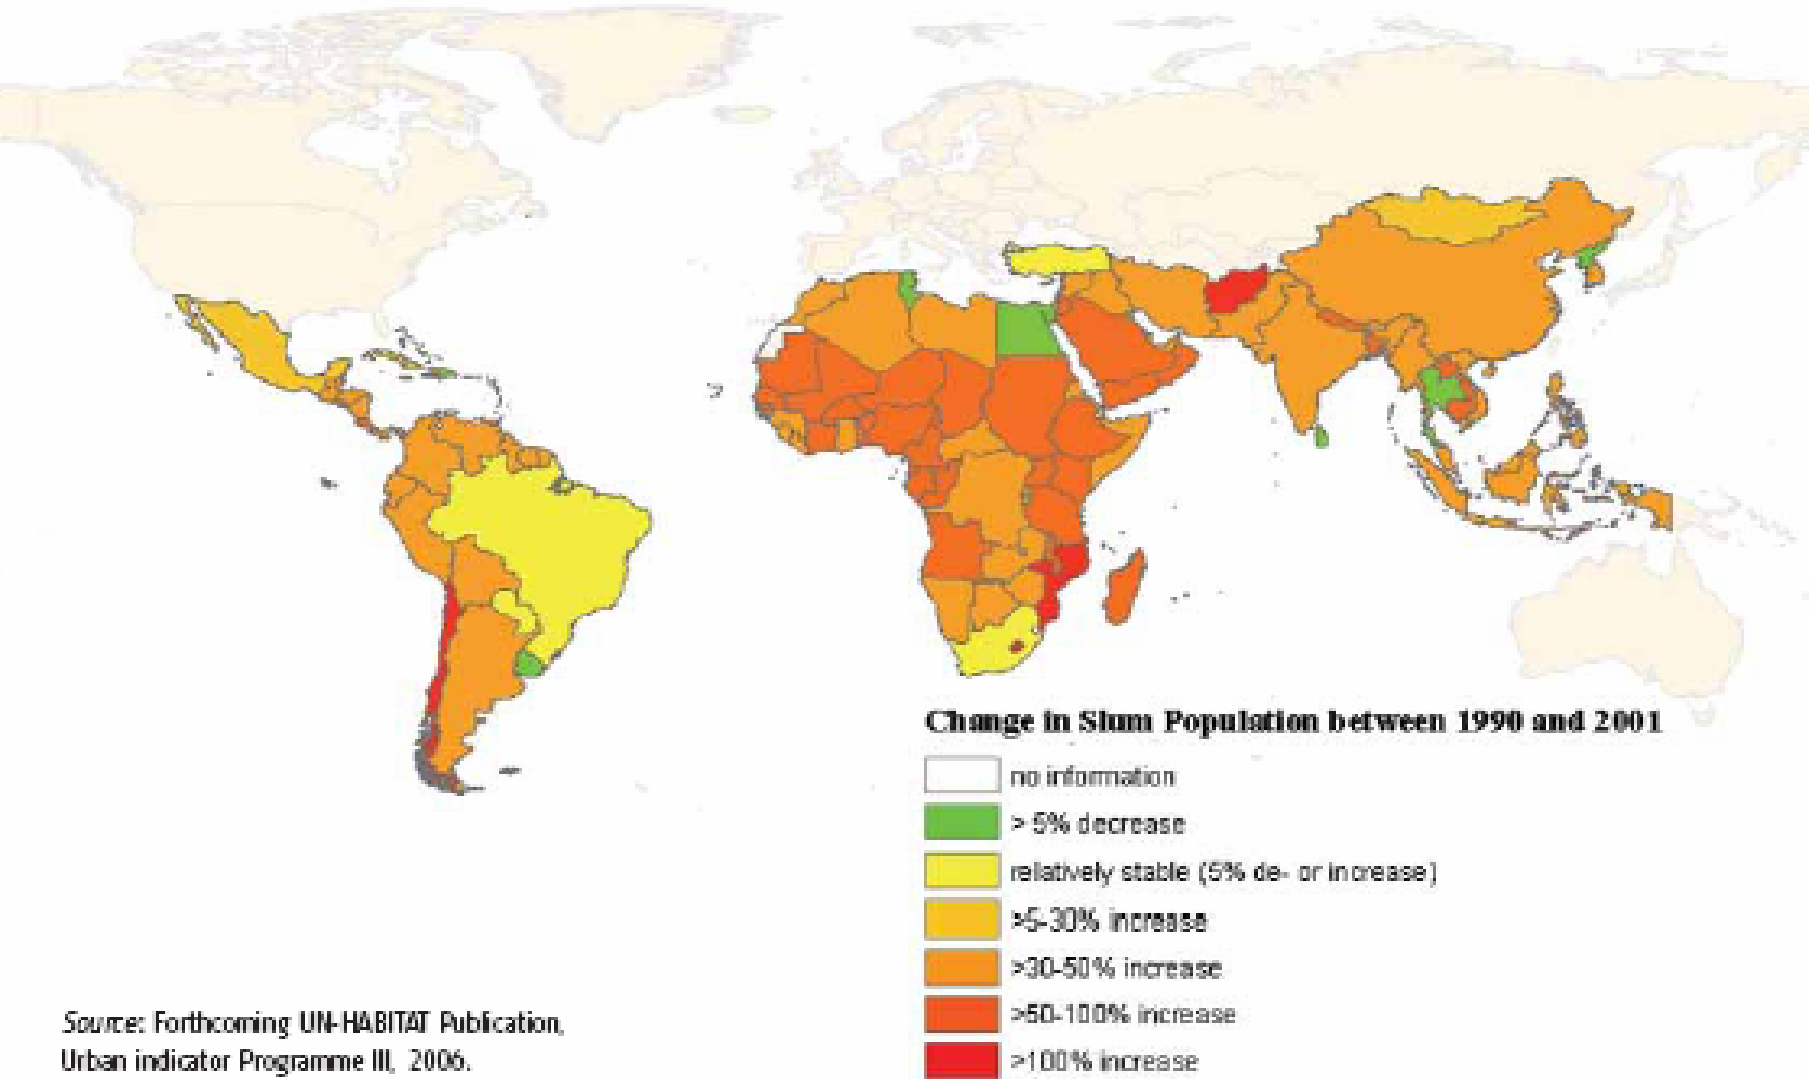 Change in Slum Population between 1990 and 2001
no information
> 5% decrease
relatively stable (5% de- or increase)
>5-30% increase
>30-50% increase
>50-100% increase
>100% increase
Source: Forthcoming UN-HABITAT Publication,
Urban indicator Programme III, 2006.